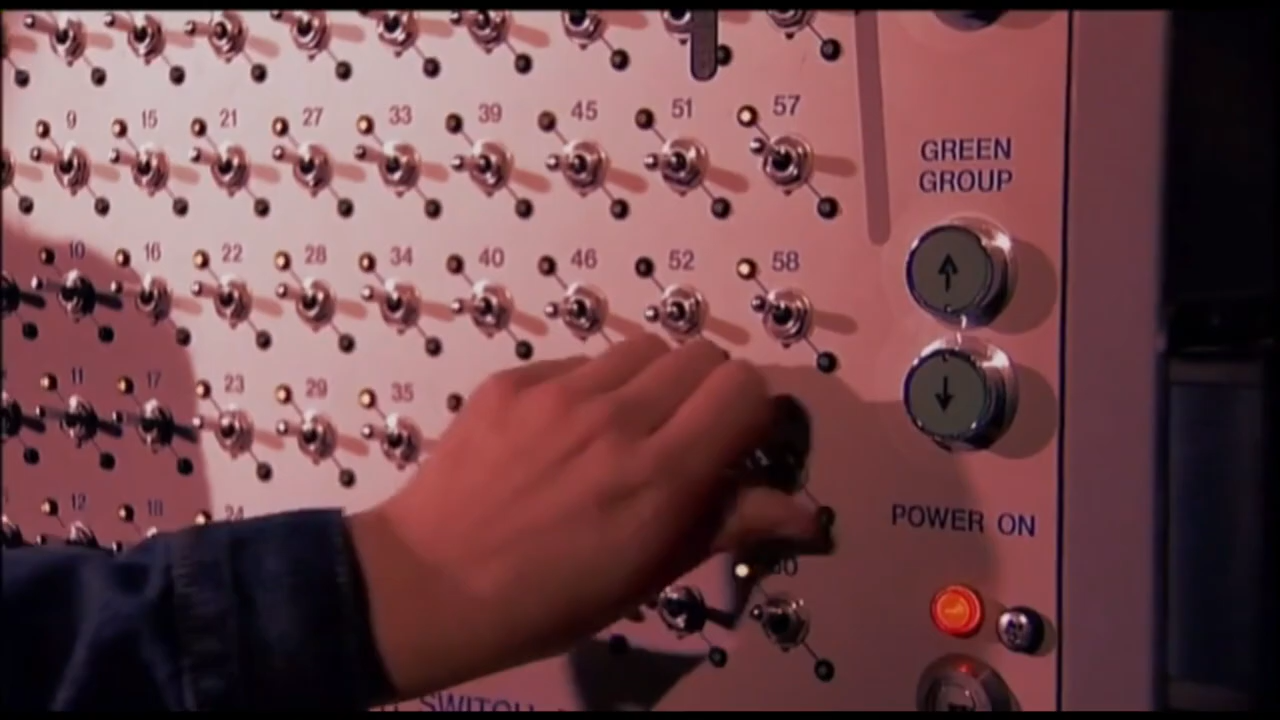 9 15 21 27 33 39 45 51 57
GREEN
GROUP
10 16 22 28 34 40 46 52 58
11 17 23 29 35
12 18 24
POWER ON
SWITCH